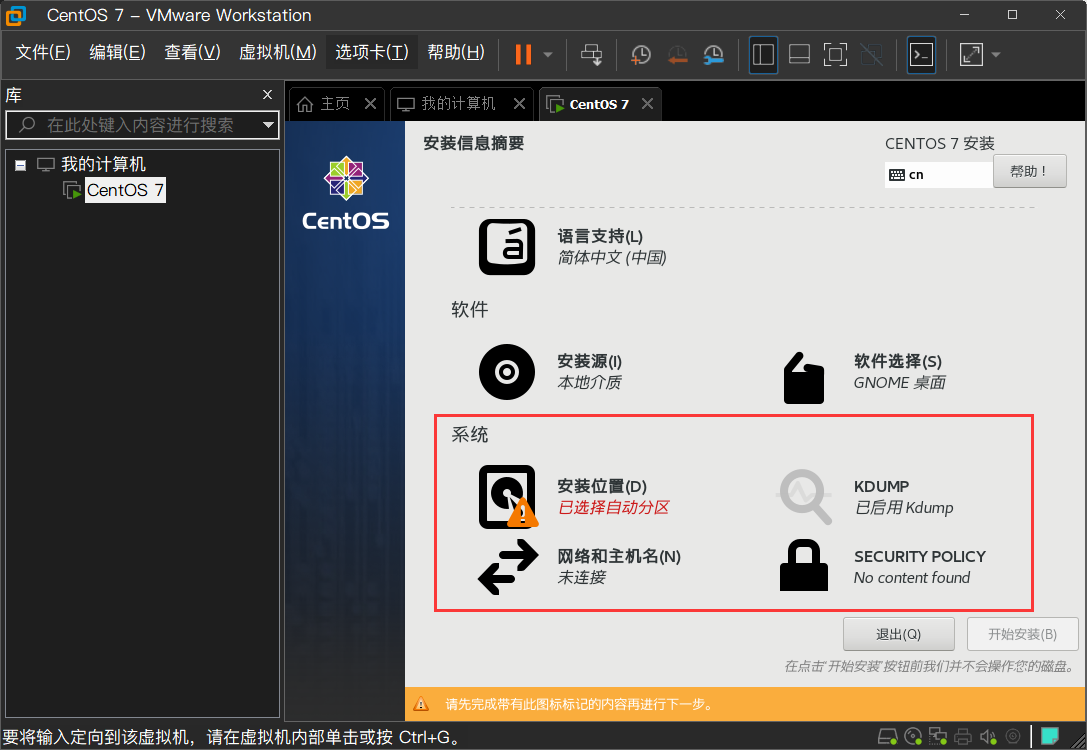 CentOS 7 - VMware Workstation
文件(F) 编辑(E) 查看(V) 虚拟机(M) 选项卡(T) 帮助(H)
库
主页 我的计算机 CentOS 7
在此处键入内容进行搜索
我的计算机
CentOS 7
CentOS
安装信息摘要
CENTOS 7 安装
cn
帮助！
语言支持(L)
简体中文 (中国)
软件
安装源(I)
本地介质
软件选择(S)
GNOME 桌面
系统
安装位置(D)
已选择自动分区
KDUMP
已启用 Kdump
网络和主机名(N)
未连接
SECURITY POLICY
No content found
退出(Q)
开始安装(B)
在点击'开始安装'按钮前我们并不会操作您的磁盘。
请先完成带有此图标标记的内容再进行下一步。
要将输入定向到该虚拟机，请在虚拟机内部单击或按 Ctrl+G。